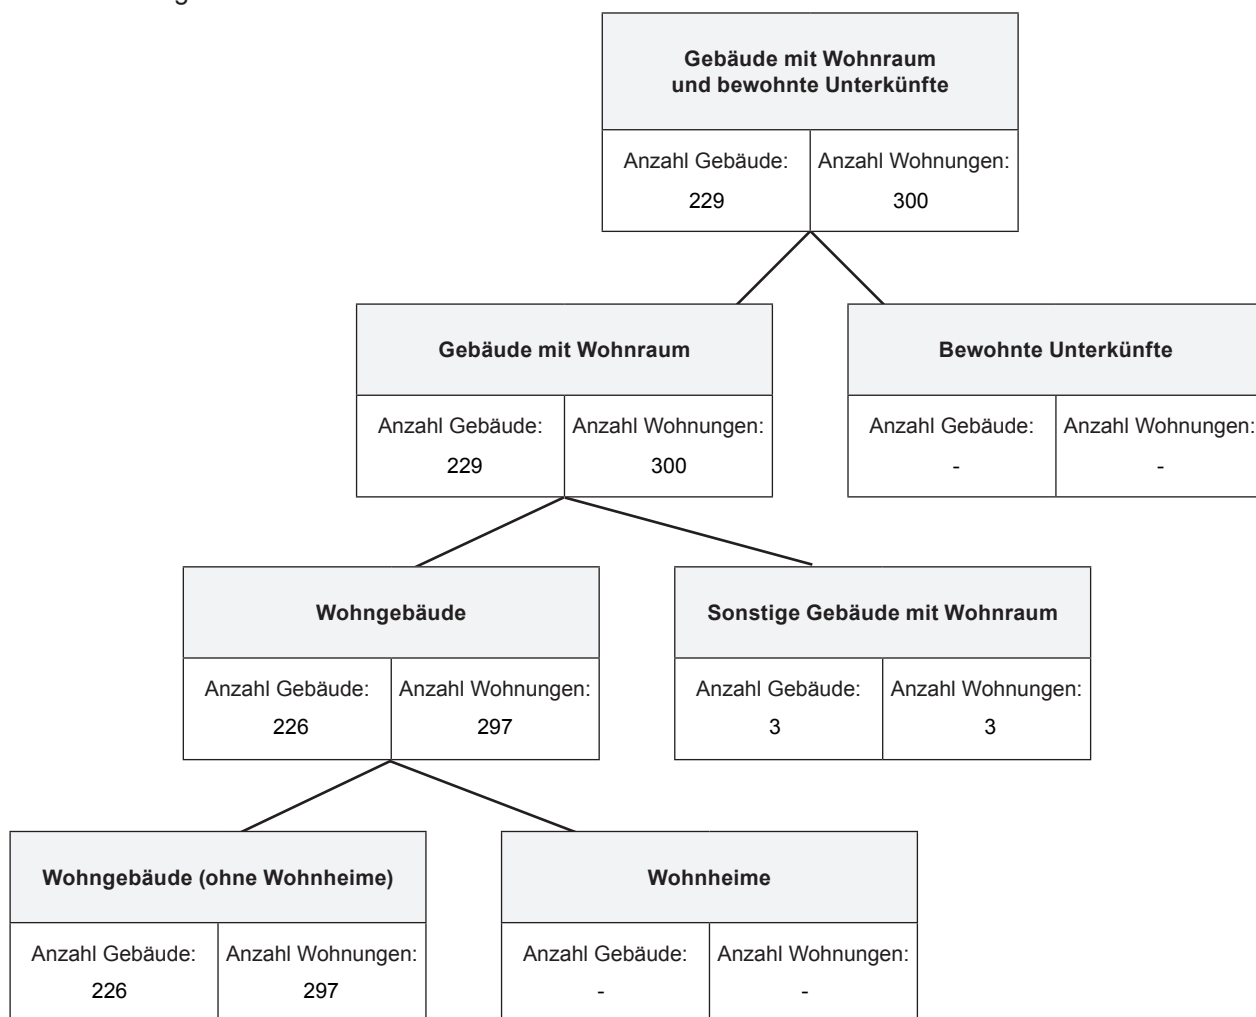 Gebäude mit Wohnraum
und bewohnte Unterkünfte
Anzahl Gebäude:
229
Anzahl Wohnungen:
300
Gebäude mit Wohnraum
Anzahl Gebäude:
229
Anzahl Wohnungen:
300
Bewohnte Unterkünfte
Anzahl Gebäude:
-
Anzahl Wohnungen:
-
Wohngebäude
Anzahl Gebäude:
226
Anzahl Wohnungen:
297
Sonstige Gebäude mit Wohnraum
Anzahl Gebäude:
3
Anzahl Wohnungen:
3
Wohngebäude (ohne Wohnheime)
Anzahl Gebäude:
226
Anzahl Wohnungen:
297
Wohnheime
Anzahl Gebäude:
-
Anzahl Wohnungen:
-